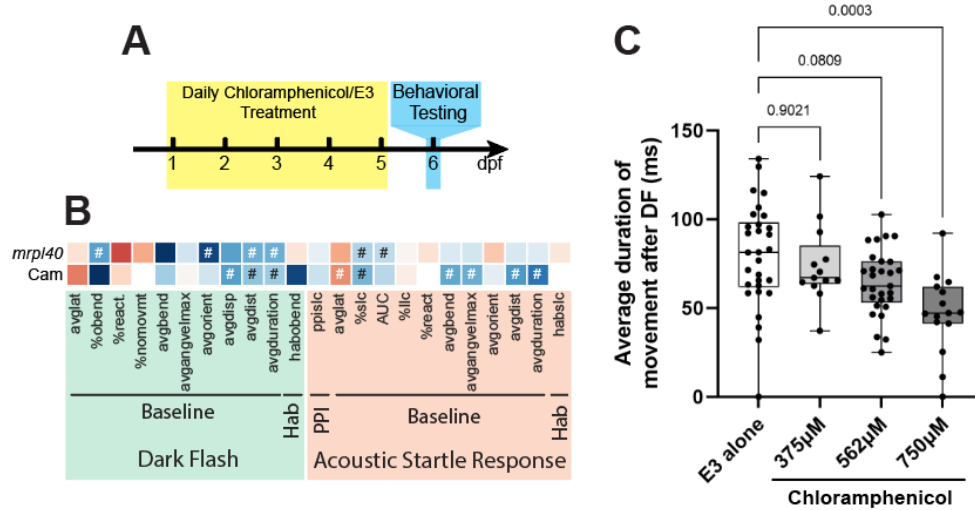 A
Daily Chloramphenicol/E3
Treatment
Behavioral
Testing
1 2 3 4 5 6 dpf
B
mrpl40 # # # # # #
Cam # # # # # # # # #
avglat
%obend
%react.
%nomovmt
avgbend
avgangvelmax
avgorient
avgdisp
avgdist
avgduration
habobend
ppislc
avglat
%slc
AUC
%llc
%react
avgbend
avgangvelmax
avgorient
avgdist
avgduration
habslc
Baseline
Hab
PPI
Baseline
Hab
Dark Flash
Acoustic Startle Response
C
0.0003
0.0809
0.9021
Average duration of
movement after DF (ms)
150
100
50
0
E3 alone
375µM
562µM
750µM
Chloramphenicol